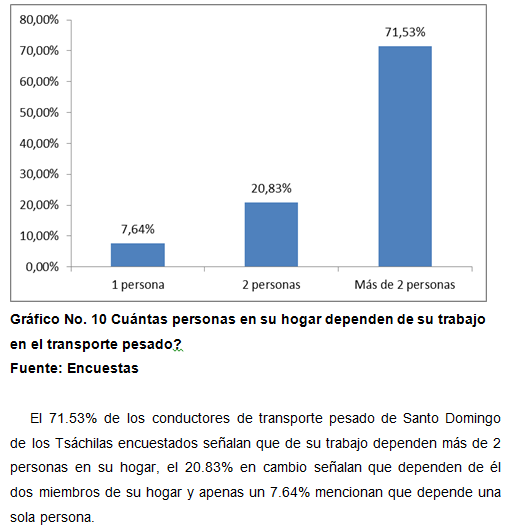 80,00%
70,00%
60,00%
50,00%
40,00%
30,00%
20,00%
10,00%
0,00%
7,64%
20,83%
71,53%
1 persona
2 personas
Más de 2 personas
Gráfico No. 10 Cuántas personas en su hogar dependen de su trabajo
en el transporte pesado?
Fuente: Encuestas
El 71.53% de los conductores de transporte pesado de Santo Domingo
de los Tsáchilas encuestados señalan que de su trabajo dependen más de 2
personas en su hogar, el 20.83% en cambio señalan que dependen de él
dos miembros de su hogar y apenas un 7.64% mencionan que depende una
sola persona.